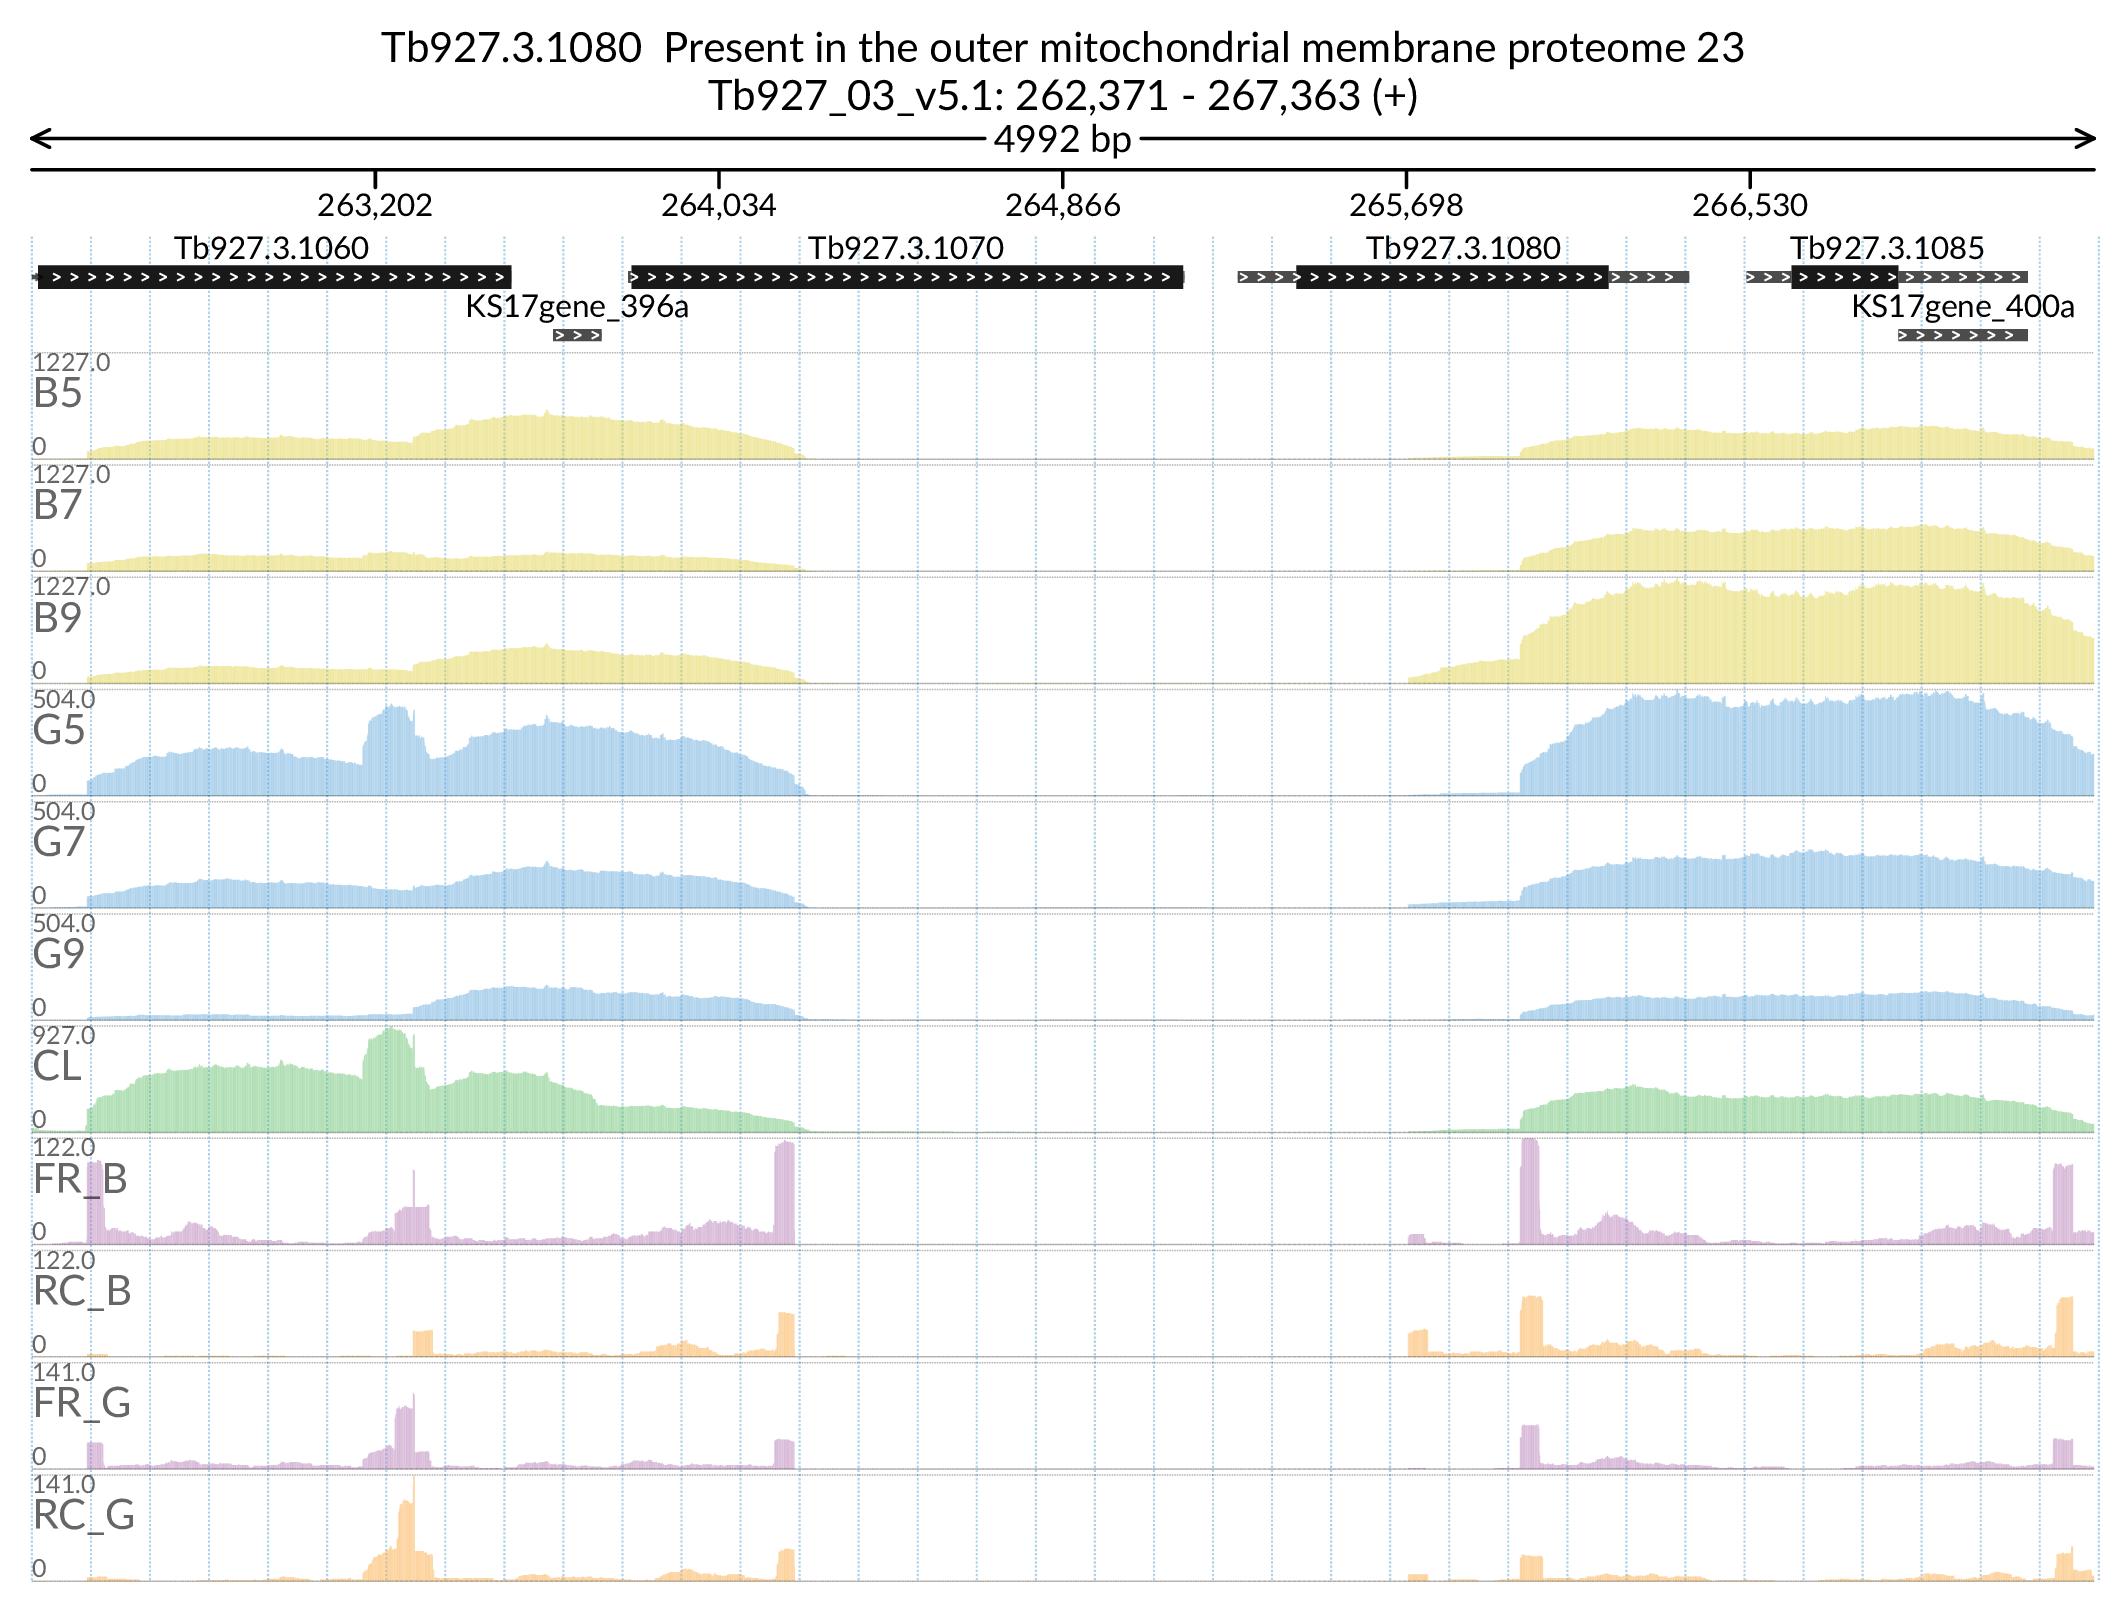 Tb927.3.1080  Present in the outer mitochondrial membrane proteome 23
Tb927_03_v5.1: 262,371 - 267,363 (+)
4992 bp
263,202 264,034 264,866 265,698 266,530
Tb927.3.1060 Tb927.3.1070 Tb927.3.1080 Tb927.3.1085
KS17gene_396a KS17gene_400a
1227.0
B5
0
1227.0
B7
0
1227.0
B9
0
504.0
G5
0
504.0
G7
0
504.0
G9
0
927.0
CL
0
122.0
FR_B
0
122.0
RC_B
0
141.0
FR_G
0
141.0
RC_G
0